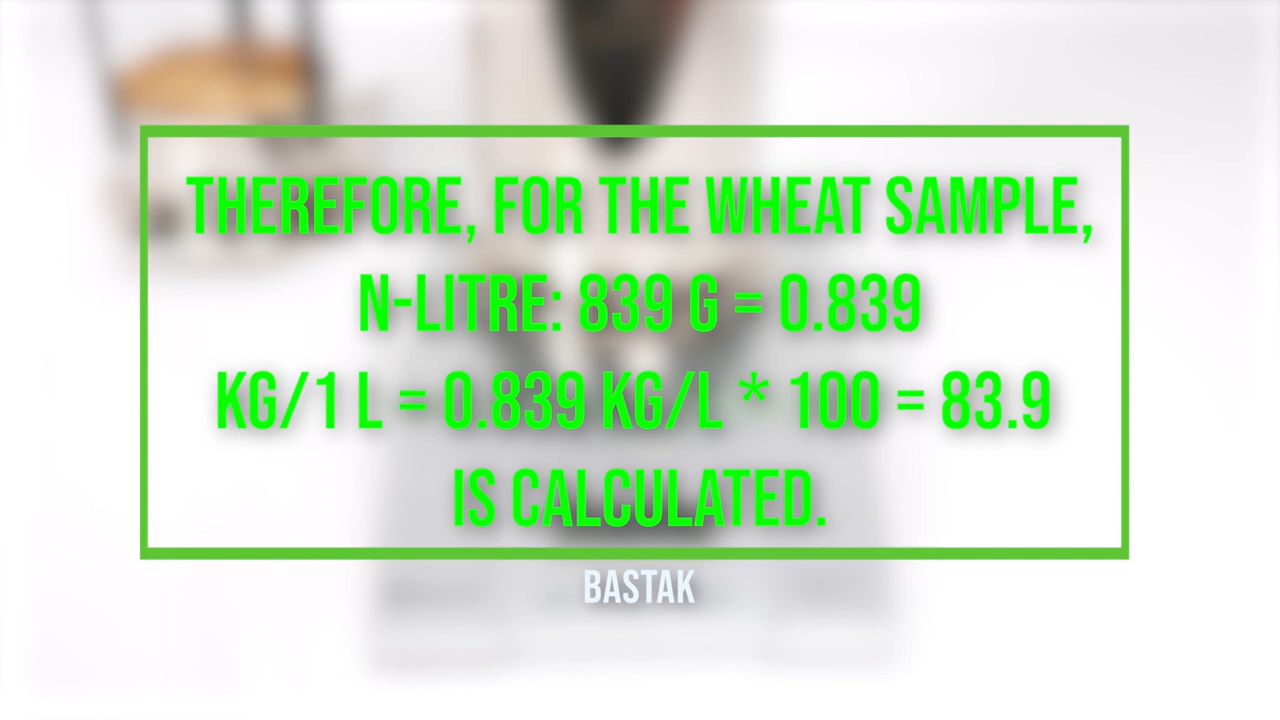 THEREFORE, FOR THE WHEAT SAMPLE,
N-LITRE: 839 G = 0.839
KG/1 L = 0.839 KG/L * 100 = 83.9
IS CALCULATED.
BASTAK